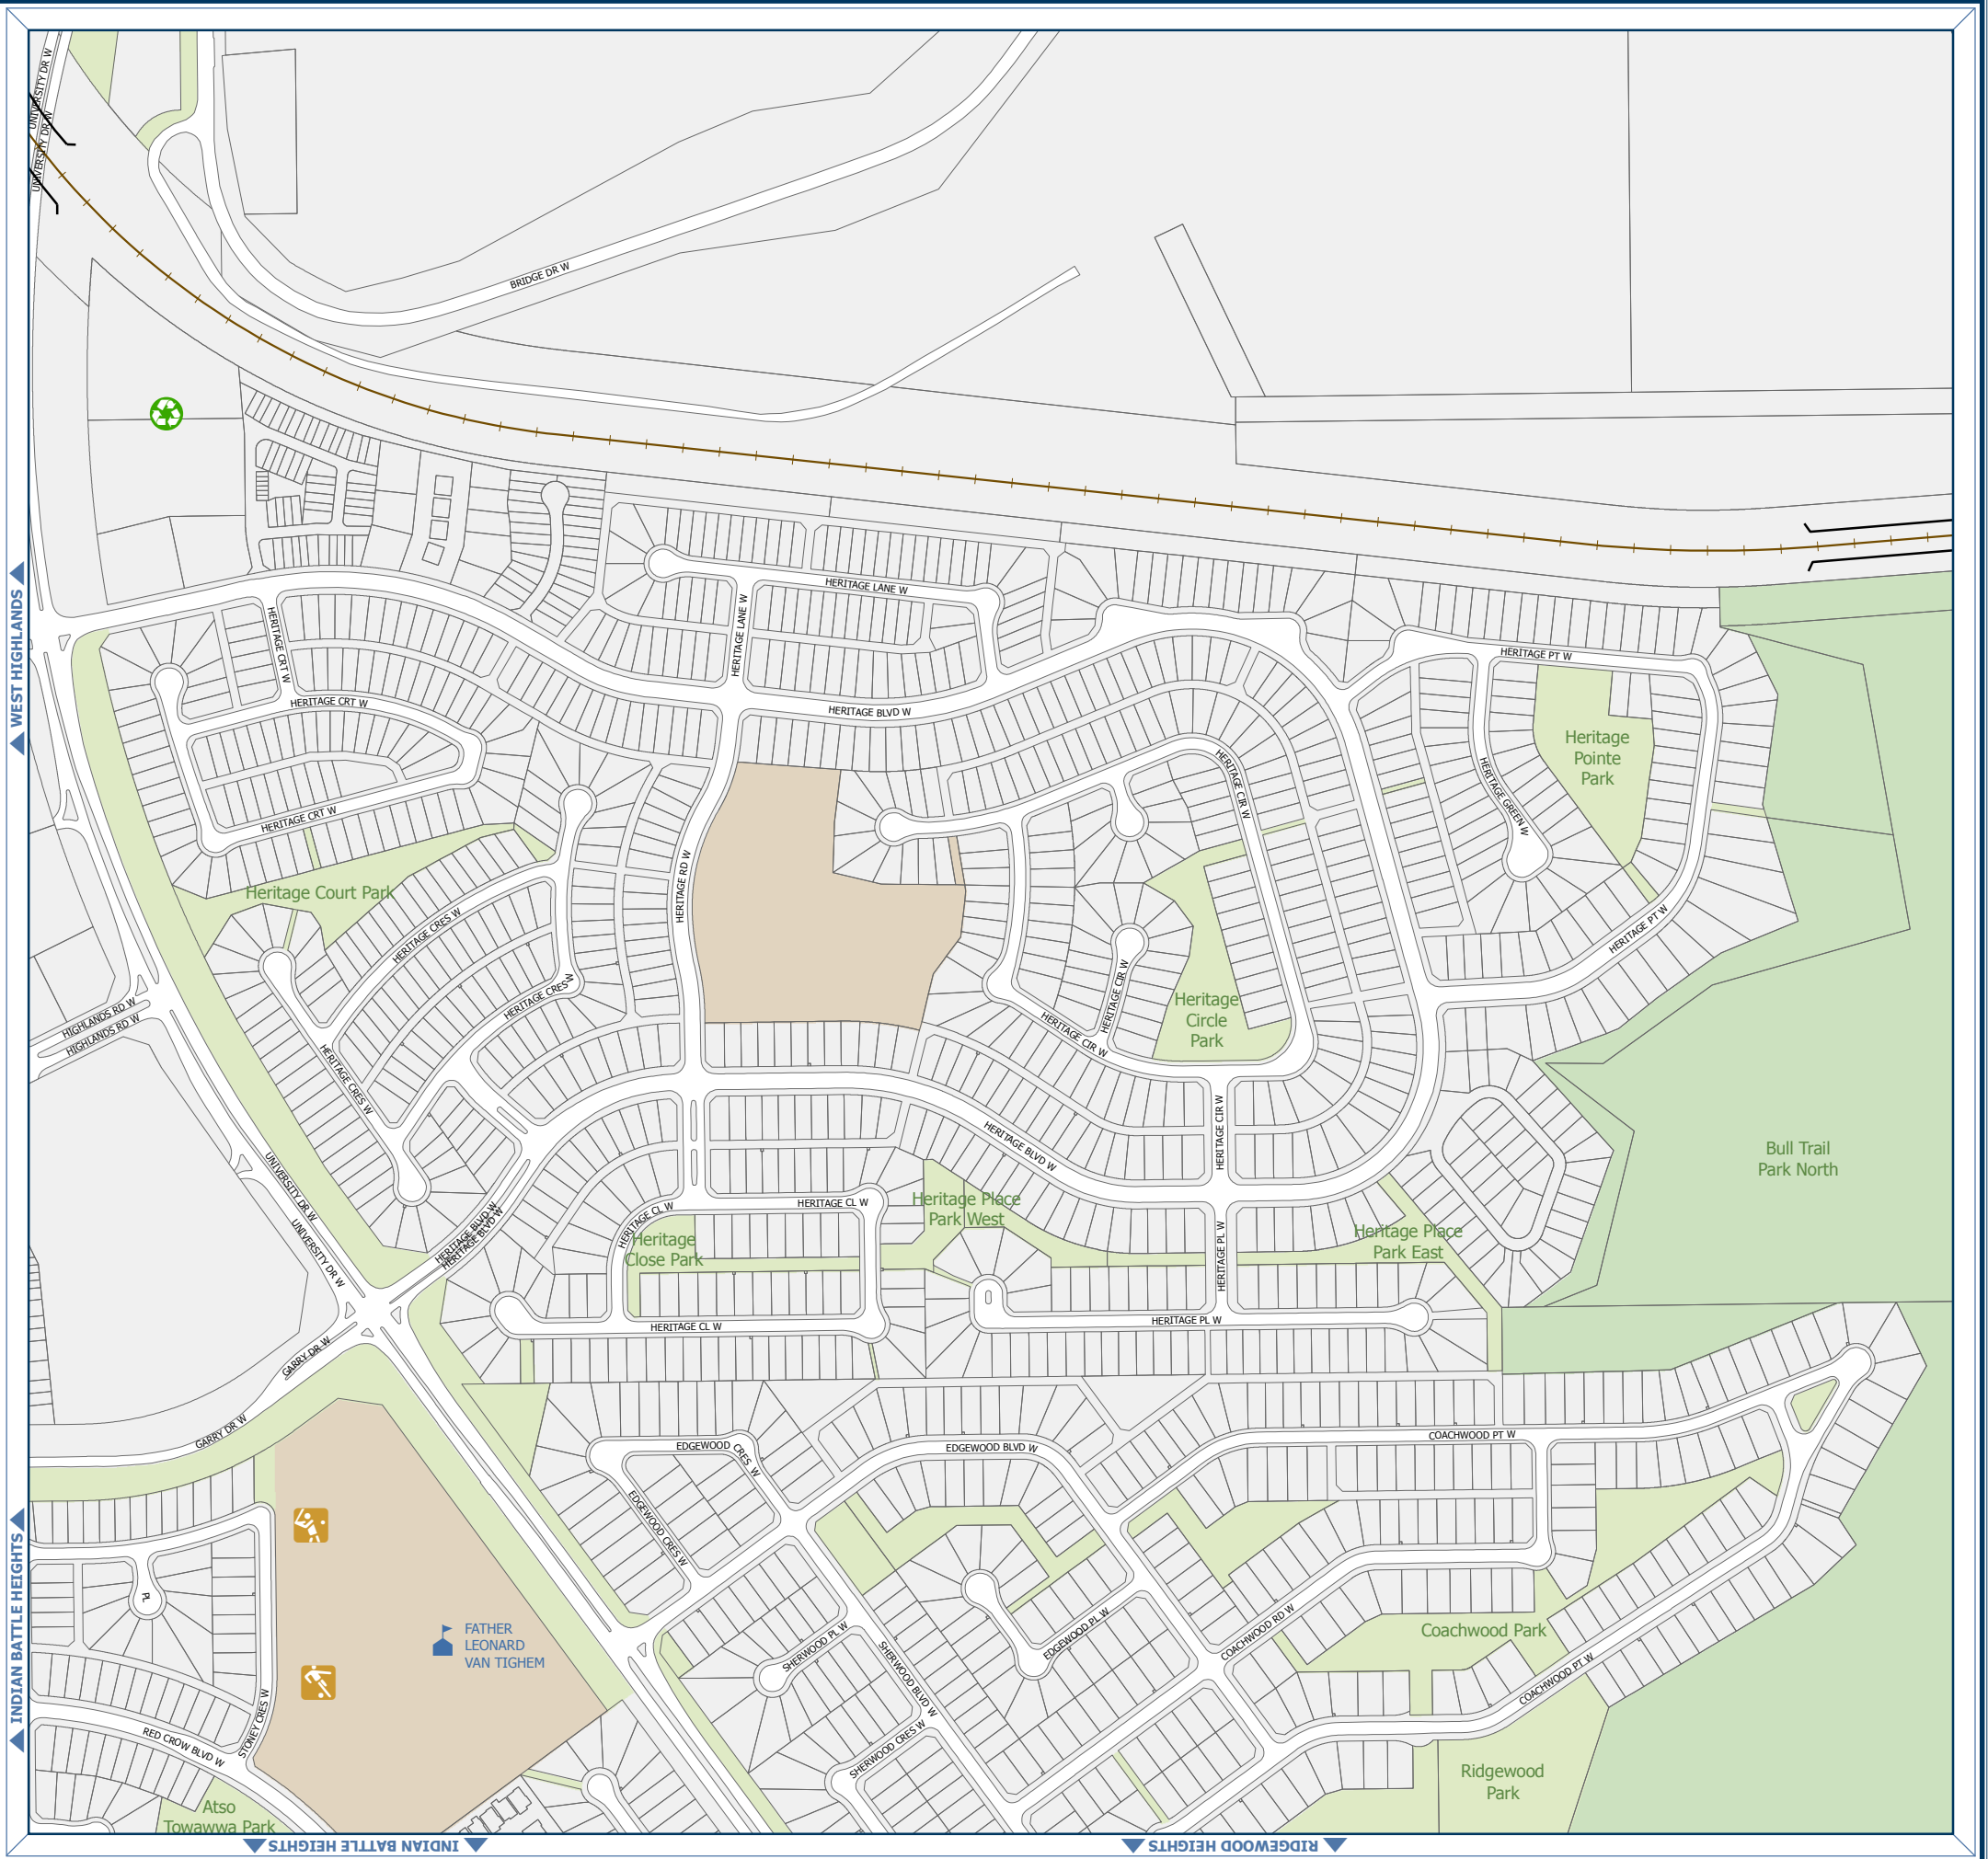 UNIVERSITY DR W
UNIVERSITY DR W
BRIDGE DR W
WEST HIGHLANDS
HERITAGE LANE W
HERITAGE LANE W
HERITAGE CRT W
HERITAGE CRT W
HERITAGE BLVD W
HERITAGE PT W
Heritage
Pointe
Park
HERITAGE CIR W
HERITAGE GREEN W
HERITAGE CRT W
HERITAGE RD W
Heritage Court Park
HERITAGE CRES W
HERITAGE PT W
HERITAGE CIR W
HERITAGE CRES W
HIGHLANDS RD W
HIGHLANDS RD W
Heritage
Circle
Park
HERITAGE CIR W
HERITAGE CRES W
HERITAGE BLVD W
HERITAGE CIR W
Bull Trail
Park North
UNIVERSITY DR W
UNIVERSITY DR W
HERITAGE BLVD W
HERITAGE BLVD W
HERITAGE CL W
HERITAGE CL W
Heritage Place
Park West
Heritage
Close Park
Heritage Place
Park East
HERITAGE PL W
HERITAGE CL W
HERITAGE PL W
GARRY DR W
GARRY DR W
EDGEWOOD CRES W
EDGEWOOD BLVD W
COACHWOOD PT W
EDGEWOOD CRES W
INDIAN BATTLE HEIGHTS
PL
FATHER
LEONARD
VAN TIGHEM
SHERWOOD PL W
EDGEWOOD PL W
COACHWOOD RD W
Coachwood Park
SHERWOOD BLVD W
COACHWOOD PT W
STONEY CRES W
RED CROW BLVD W
SHERWOOD CRES W
Ridgewood
Park
Atso
Towawwa Park
INDIAN BATTLE HEIGHTS
RIDGEWOOD HEIGHTS